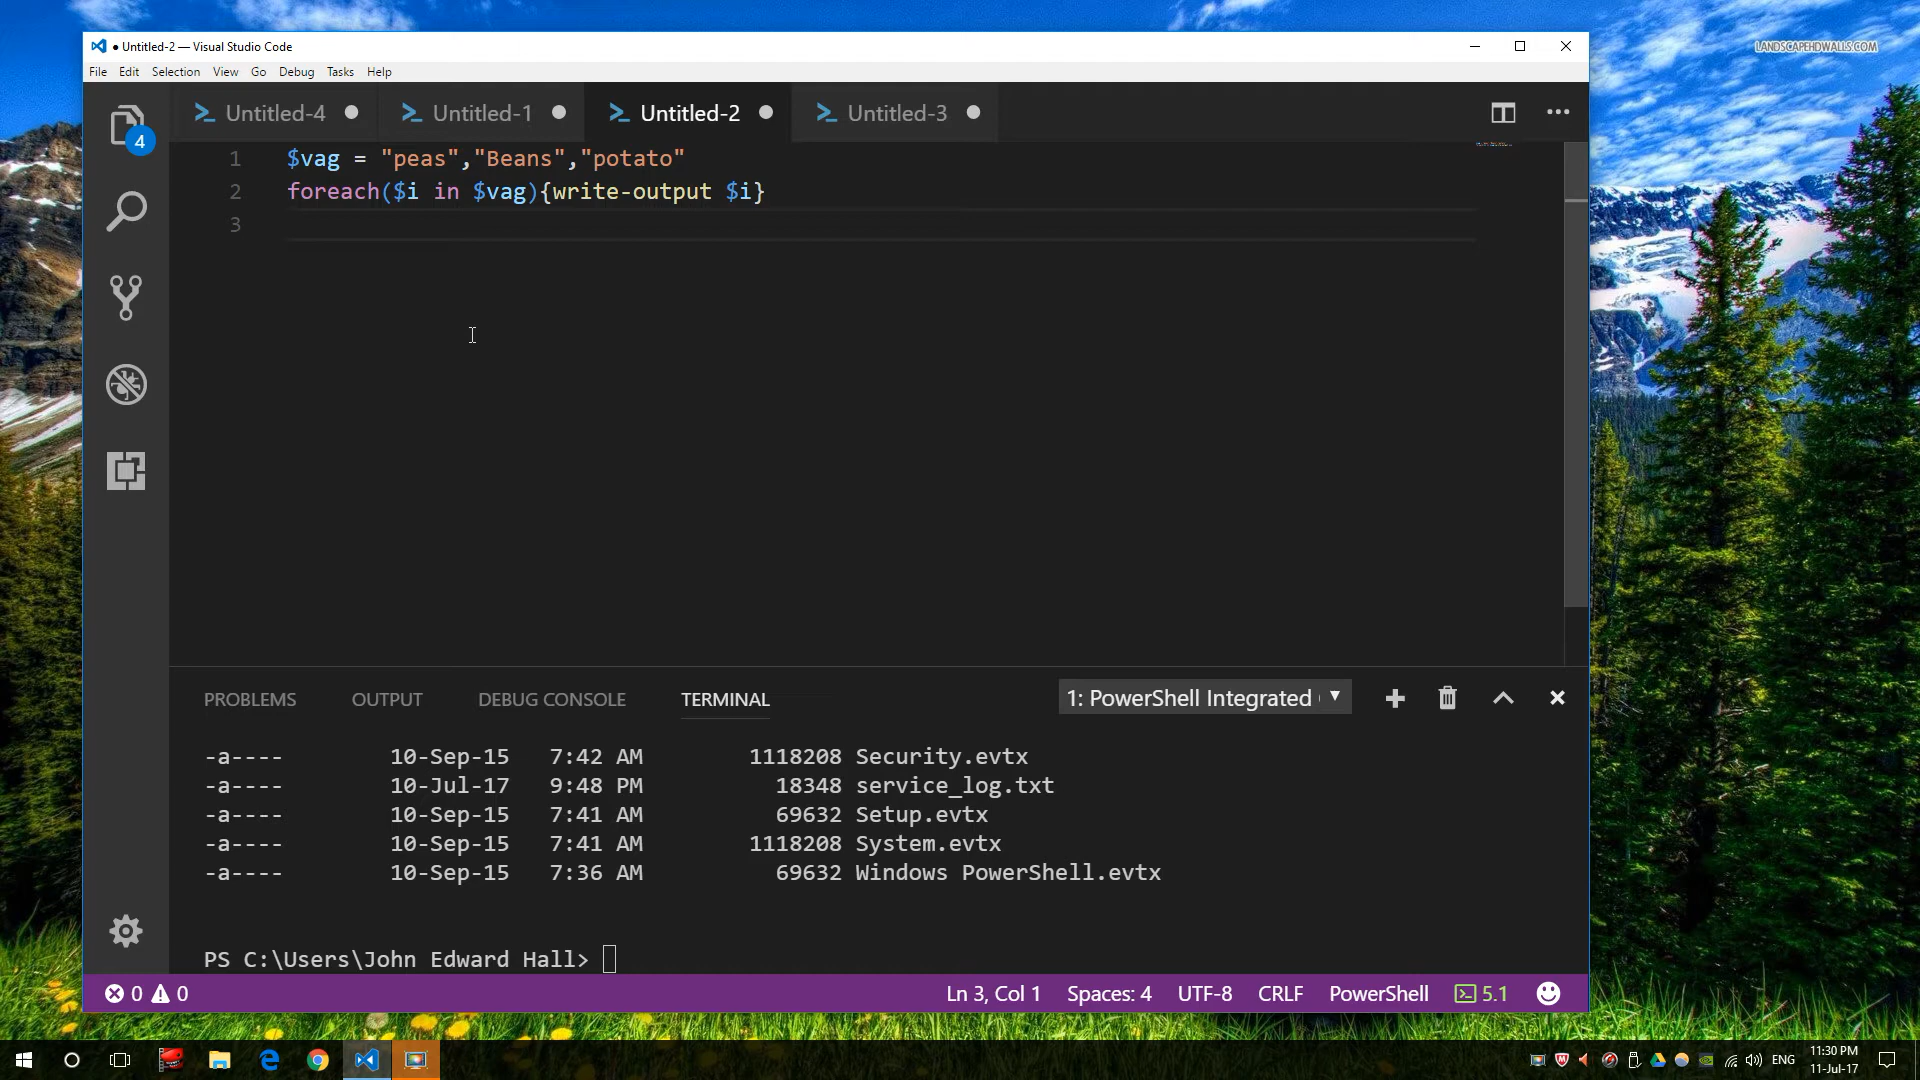 ● Untitled-2 — Visual Studio Code
LANDSCAPEHDWALLS.COM
File Edit Selection View Go Debug Tasks Help
Untitled-4 ● Untitled-1 ● Untitled-2 ● Untitled-3 ●
4
1 $vag = "peas","Beans","potato"
2 foreach($i in $vag){write-output $i}
3
PROBLEMS OUTPUT DEBUG CONSOLE TERMINAL 1: PowerShell Integrated
-a---- 10-Sep-15 7:42 AM 1118208 Security.evtx
-a---- 10-Jul-17 9:48 PM 18348 service_log.txt
-a---- 10-Sep-15 7:41 AM 69632 Setup.evtx
-a---- 10-Sep-15 7:41 AM 1118208 System.evtx
-a---- 10-Sep-15 7:36 AM 69632 Windows PowerShell.evtx
PS C:\Users\John Edward Hall>
0 0 Ln 3, Col 1 Spaces: 4 UTF-8 CRLF PowerShell 5.1
ENG 11:30 PM
11-Jul-17